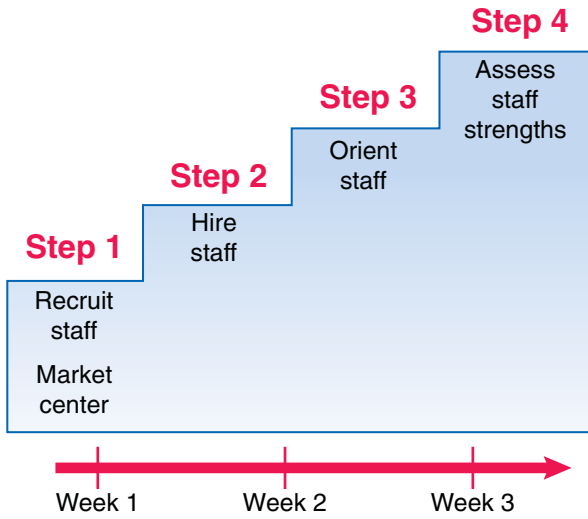 Step 1
Recruit
staff
Market
center
Step 2
Hire
staff
Step 3
Orient
staff
Step 4
Assess
staff
strengths
Week 1
Week 2
Week 3